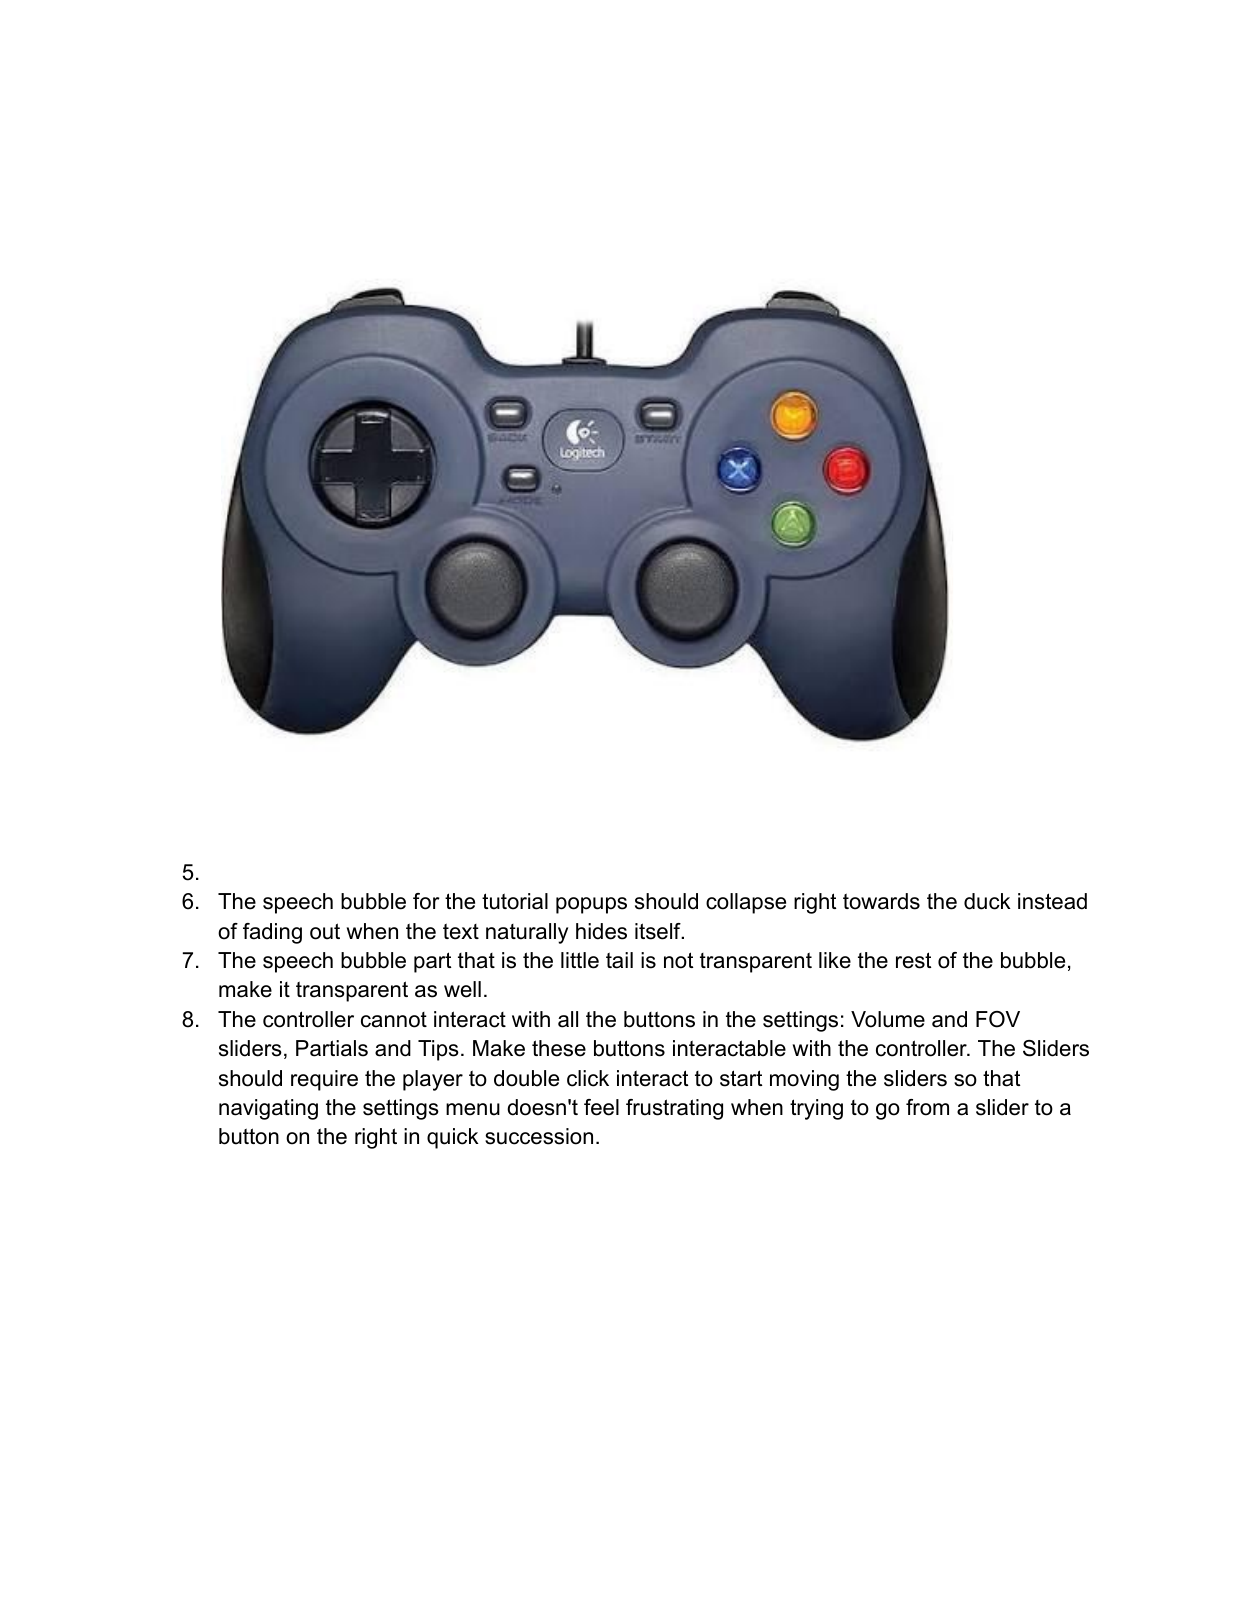 BACK
START
Logitech
MODE
Y
X
B
A
5.
6. The speech bubble for the tutorial popups should collapse right towards the duck instead
of fading out when the text naturally hides itself.
7. The speech bubble part that is the little tail is not transparent like the rest of the bubble,
make it transparent as well.
8. The controller cannot interact with all the buttons in the settings: Volume and FOV
sliders, Partials and Tips. Make these buttons interactable with the controller. The Sliders
should require the player to double click interact to start moving the sliders so that
navigating the settings menu doesn't feel frustrating when trying to go from a slider to a
button on the right in quick succession.